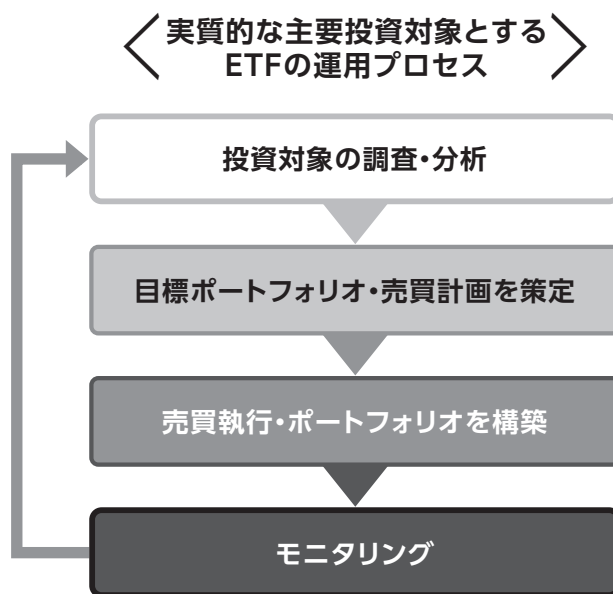 実質的な主要投資対象とする
ETFの運用プロセス
投資対象の調査・分析
目標ポートフォリオ・売買計画を策定
売買執行・ポートフォリオを構築
モニタリング